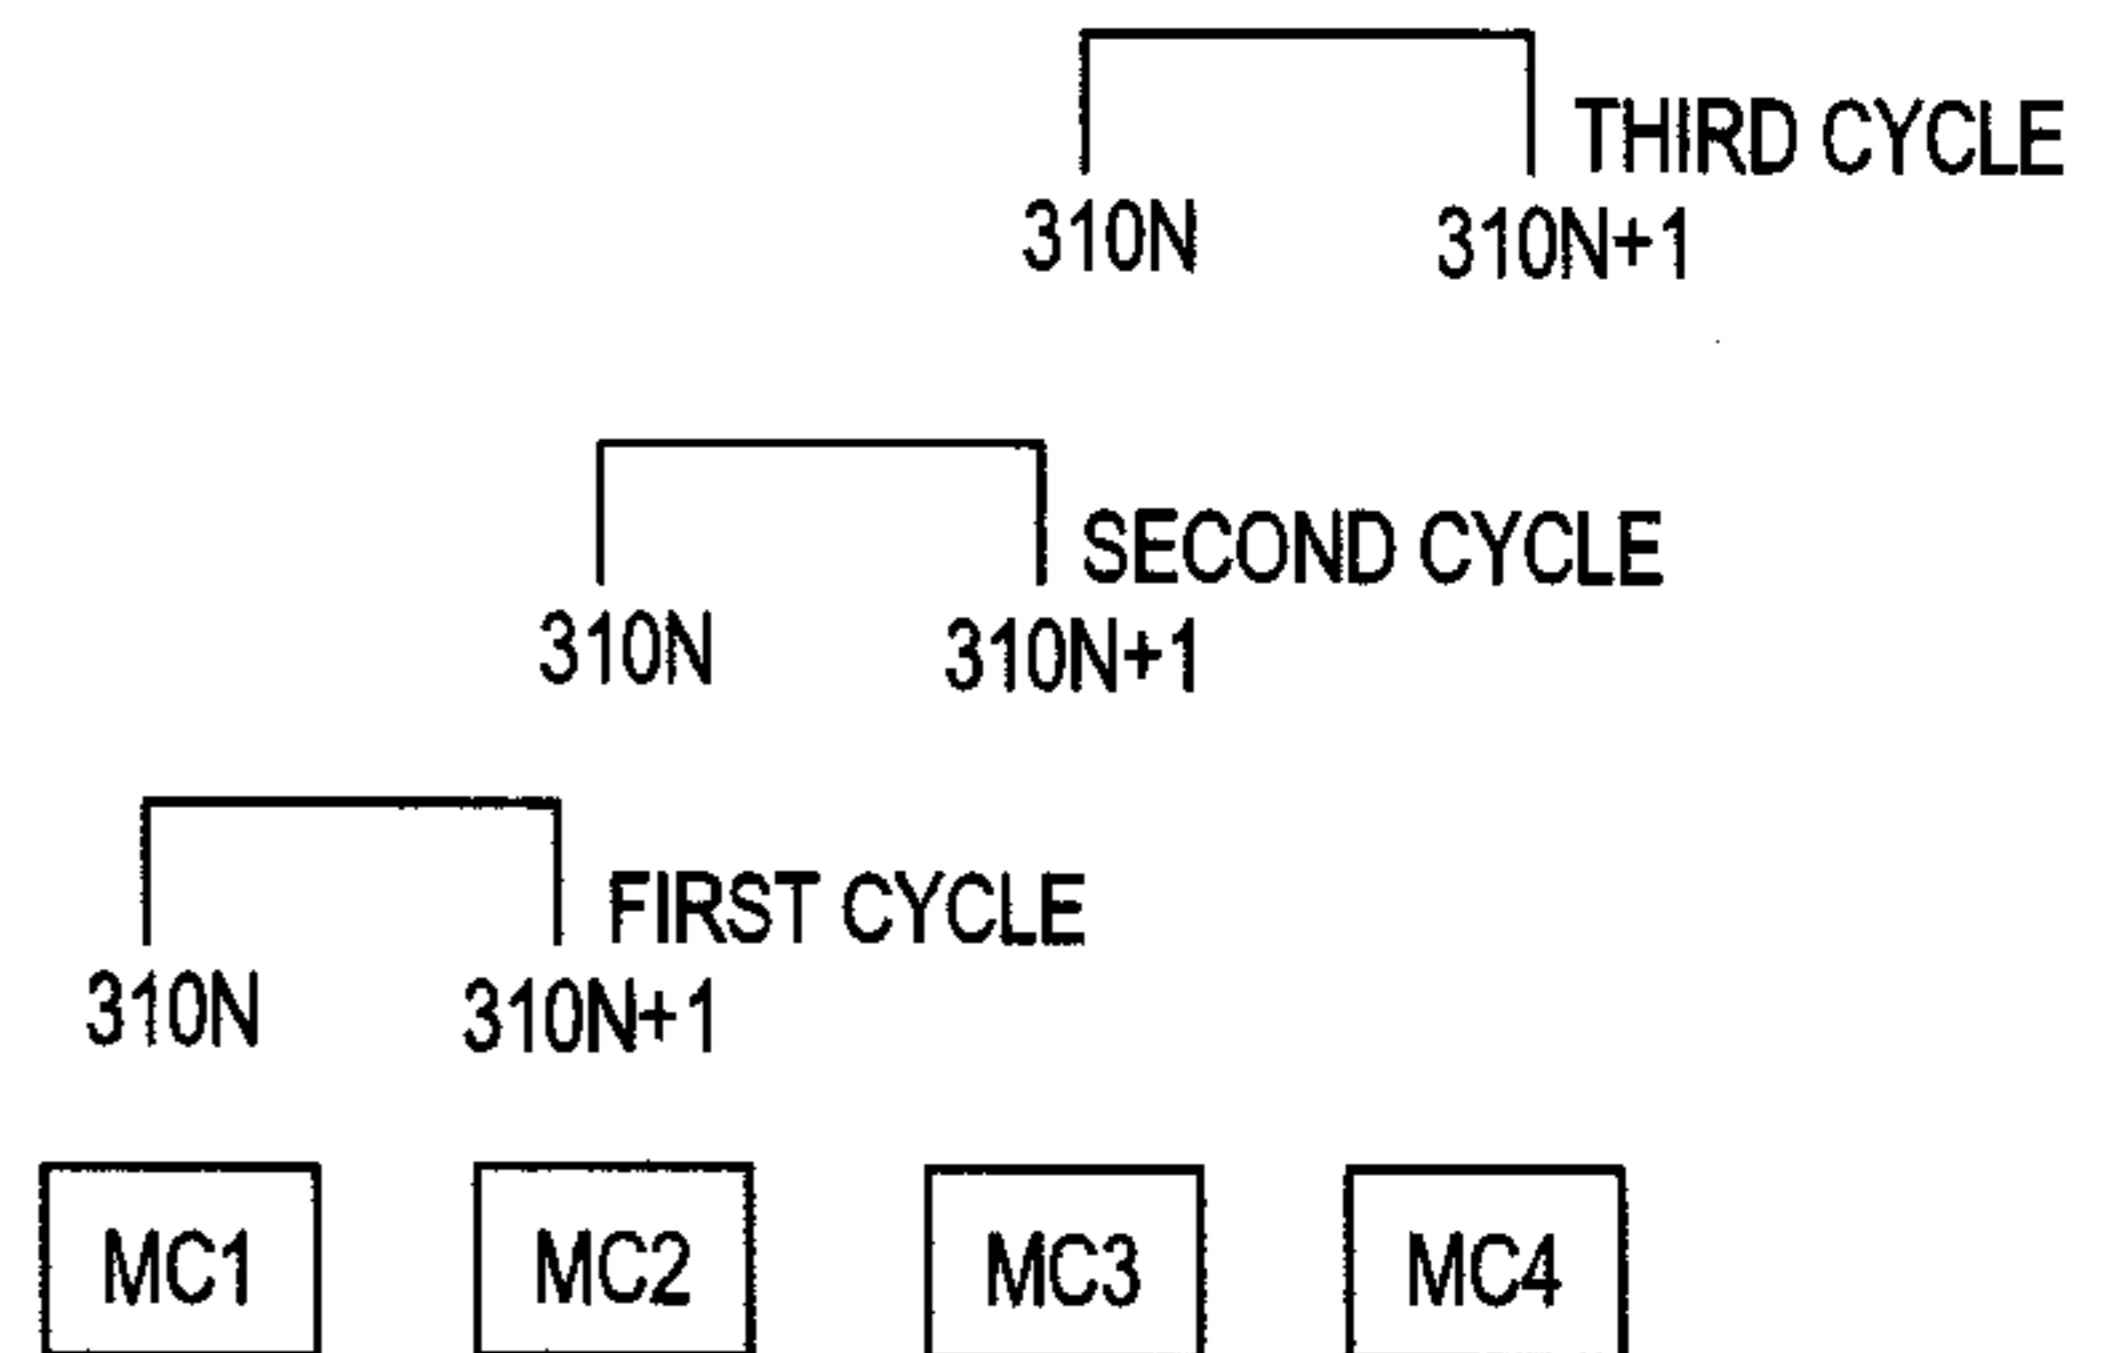 THIRD CYCLE
310N 310N+1
SECOND CYCLE
310N 310N+1
FIRST CYCLE
310N 310N+1
MC1 MC2 MC3 MC4